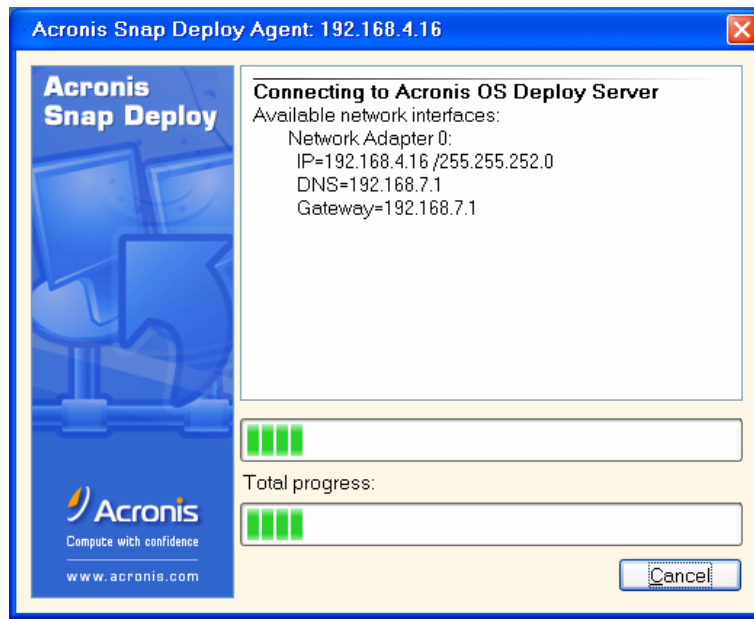 Acronis Snap Deploy Agent: 192.168.4.16
Acronis
Snap Deploy
Connecting to Acronis OS Deploy Server
Available network interfaces:
Network Adapter 0:
IP=192.168.4.16 /255.255.252.0
DNS=192.168.7.1
Gateway=192.168.7.1
Total progress:
Acronis
Compute with confidence
www.acronis.com
Cancel